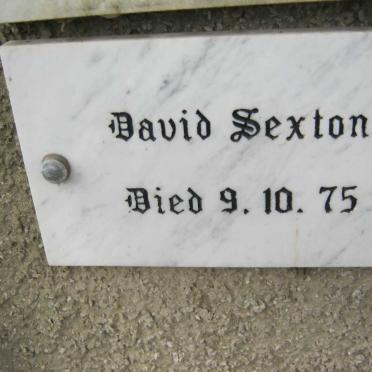 David Sexton
Died 9. 10. 75